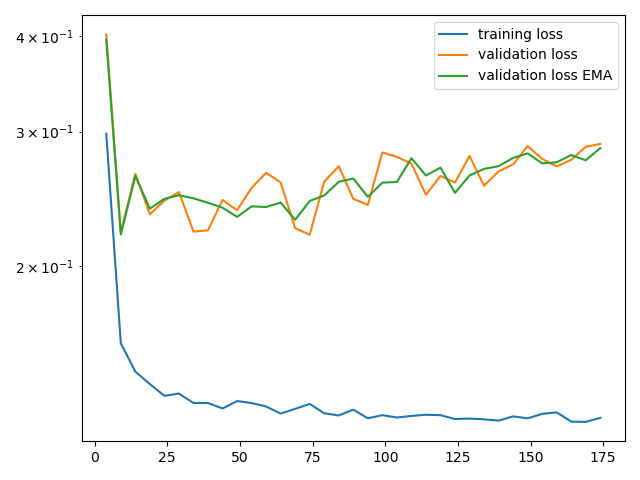 training loss
validation loss
validation loss EMA
4 × 10⁻¹
3 × 10⁻¹
2 × 10⁻¹
0 25 50 75 100 125 150 175